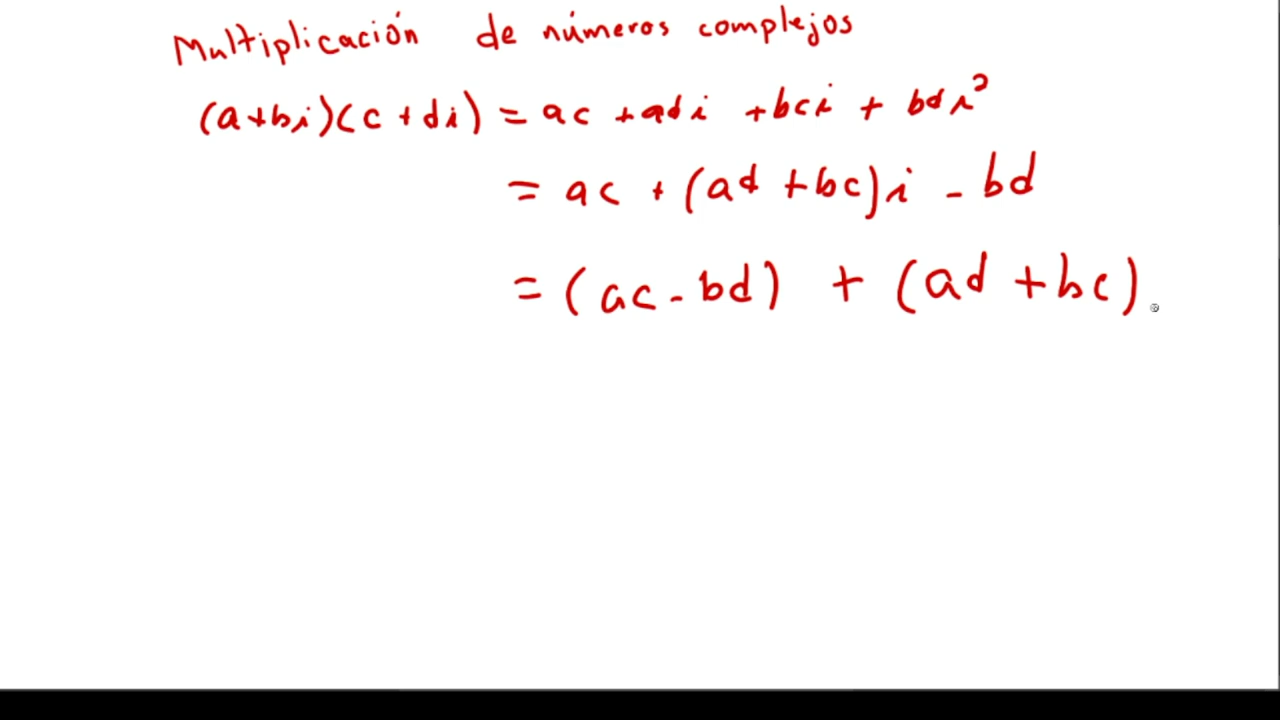 Multiplicación de números complejos
(a+bi)(c+di) = ac + adi + bci + bdi²
= ac + (ad + bc)i - bd
= (ac - bd) + (ad + bc)